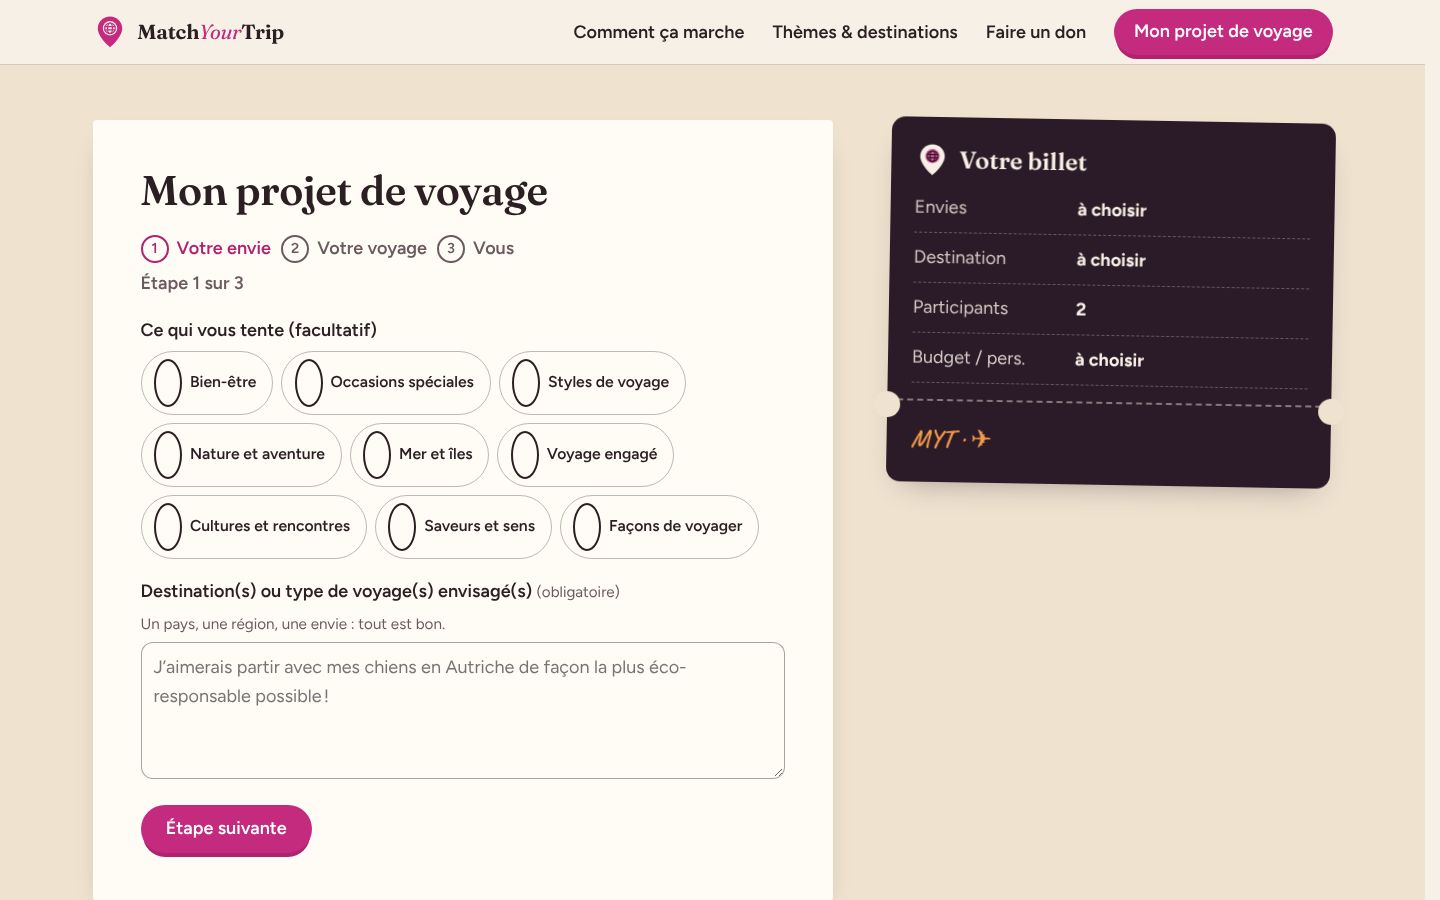 MatchYourTrip
Comment ça marche
Thèmes & destinations
Faire un don
Mon projet de voyage
Mon projet de voyage
1 Votre envie 2 Votre voyage 3 Vous
Étape 1 sur 3
Ce qui vous tente (facultatif)
Bien-être
Occasions spéciales
Styles de voyage
Nature et aventure
Mer et îles
Voyage engagé
Cultures et rencontres
Saveurs et sens
Façons de voyager
Destination(s) ou type de voyage(s) envisagé(s) (obligatoire)
Un pays, une région, une envie : tout est bon.
J’aimerais partir avec mes chiens en Autriche de façon la plus éco-
responsable possible !
Étape suivante
Votre billet
Envies à choisir
Destination à choisir
Participants 2
Budget / pers. à choisir
MYT · ✈